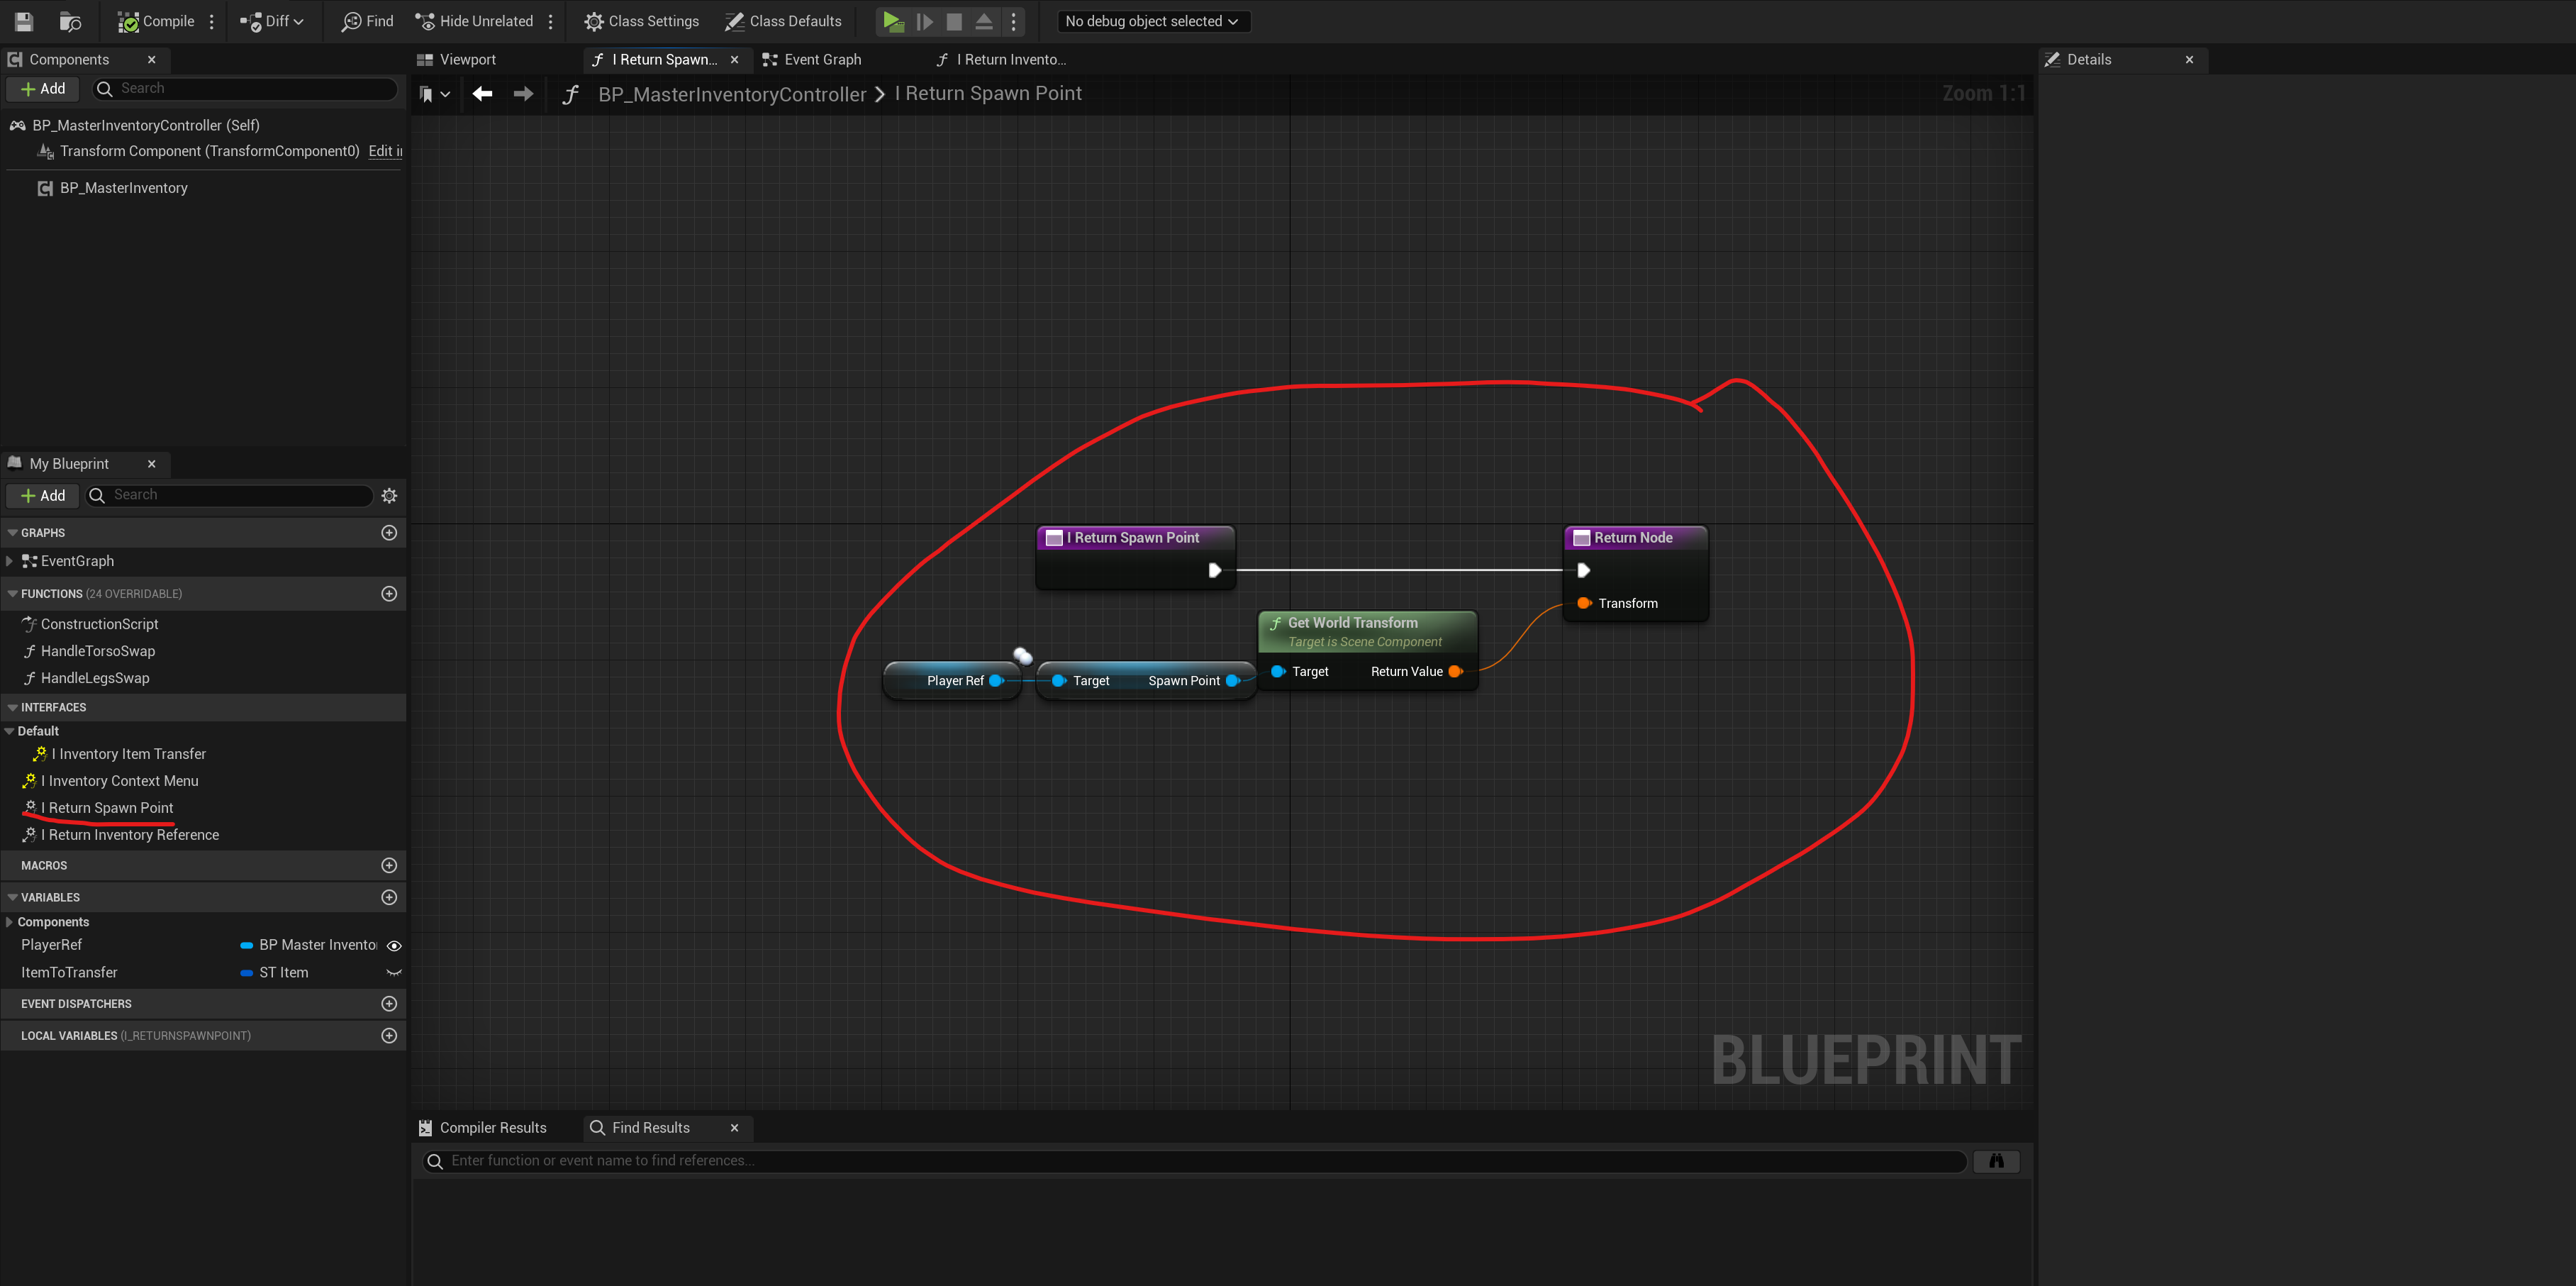 Compile
Diff
Find
Hide Unrelated
Class Settings
Class Defaults
No debug object selected
Components
Viewport
I Return Spawn...
Event Graph
I Return Invento...
Details
Add
Search
BP_MasterInventoryController > I Return Spawn Point
Zoom 1:1
BP_MasterInventoryController (Self)
Transform Component (TransformComponent0) Edit i
BP_MasterInventory
My Blueprint
Add
Search
GRAPHS
EventGraph
FUNCTIONS (24 OVERRIDABLE)
ConstructionScript
HandleTorsoSwap
HandleLegsSwap
INTERFACES
Default
I Inventory Item Transfer
I Inventory Context Menu
I Return Spawn Point
I Return Inventory Reference
MACROS
VARIABLES
Components
PlayerRef BP Master Invento
ItemToTransfer ST Item
EVENT DISPATCHERS
LOCAL VARIABLES (I_RETURNSPAWNPOINT)
I Return Spawn Point
Return Node
Transform
Get World Transform
Target is Scene Component
Target Return Value
Player Ref
Target Spawn Point
BLUEPRINT
Compiler Results
Find Results
Enter function or event name to find references...